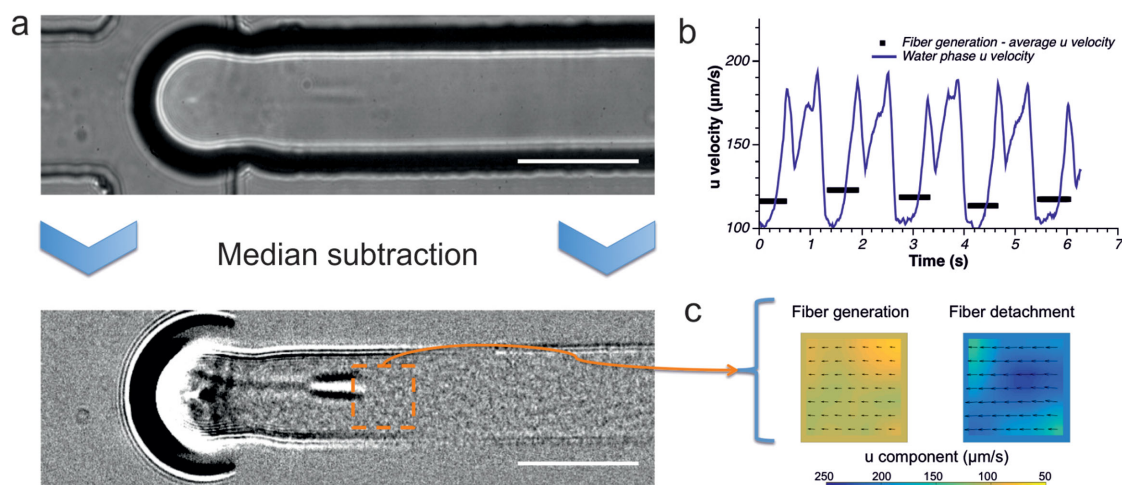 a
Median subtraction
b
Fiber generation - average u velocity
Water phase u velocity
u velocity (µm/s)
200
150
100
0 1 2 3 4 5 6 7
Time (s)
c
Fiber generation Fiber detachment
u component (µm/s)
250 200 150 100 50